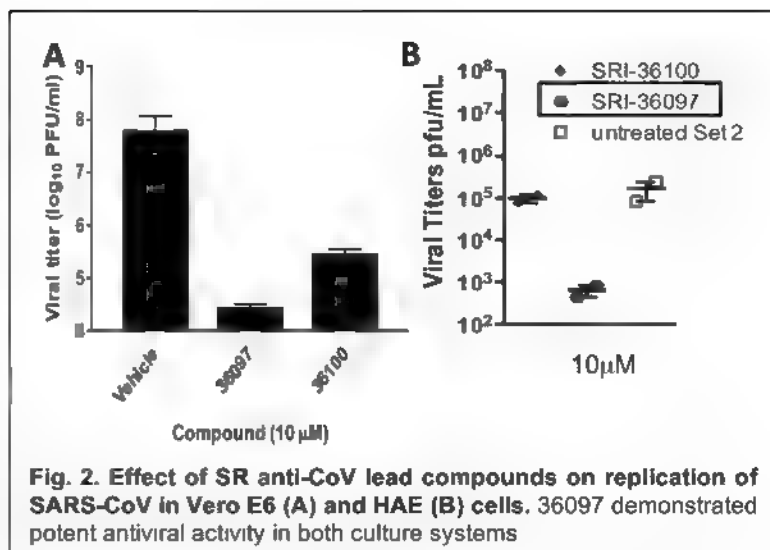 A
9
8
7
6
5
Viral titer (log₁₀ PFU/ml)
Vehicle
36097
36100
Compound (10 µM)
B
10⁸
10⁷
10⁶
10⁵
10⁴
10³
10²
Viral Titers pfu/mL
SRI-36100
SRI-36097
untreated Set 2
10µM
Fig. 2. Effect of SR anti-CoV lead compounds on replication of
SARS-CoV in Vero E6 (A) and HAE (B) cells. 36097 demonstrated
potent antiviral activity in both culture systems